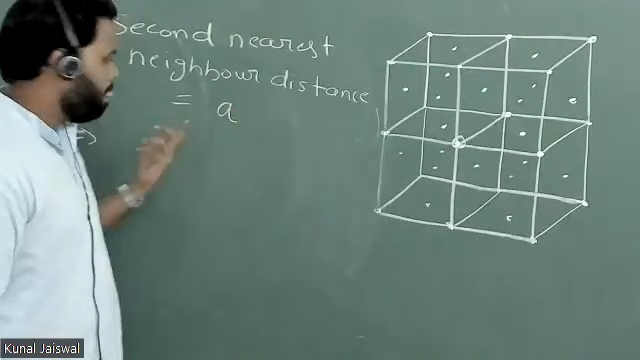 Second nearest
neighbour distance
= a
Kunal Jaiswal